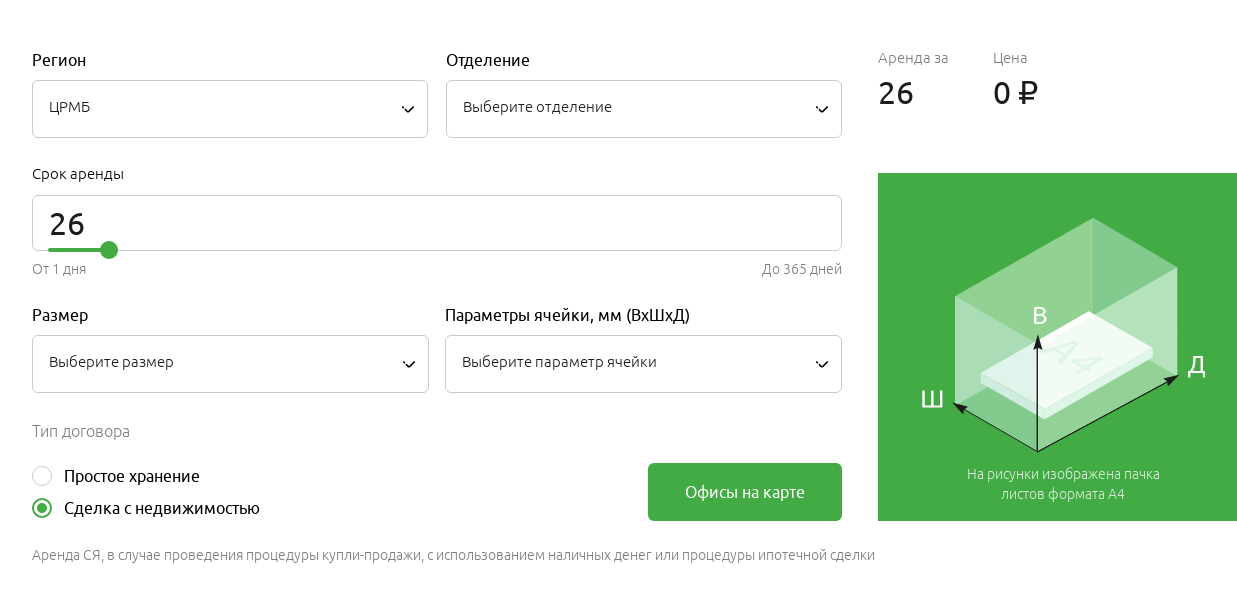 Регион
ЦРМБ
Отделение
Выберите отделение
Аренда за
26
Цена
0 ₽
Срок аренды
26
От 1 дня
До 365 дней
Размер
Выберите размер
Параметры ячейки, мм (ВхШхД)
Выберите параметр ячейки
Тип договора
Простое хранение
Сделка с недвижимостью
Офисы на карте
В
А4
Д
Ш
На рисунки изображена пачка
листов формата А4
Аренда СЯ, в случае проведения процедуры купли-продажи, с использованием наличных денег или процедуры ипотечной сделки